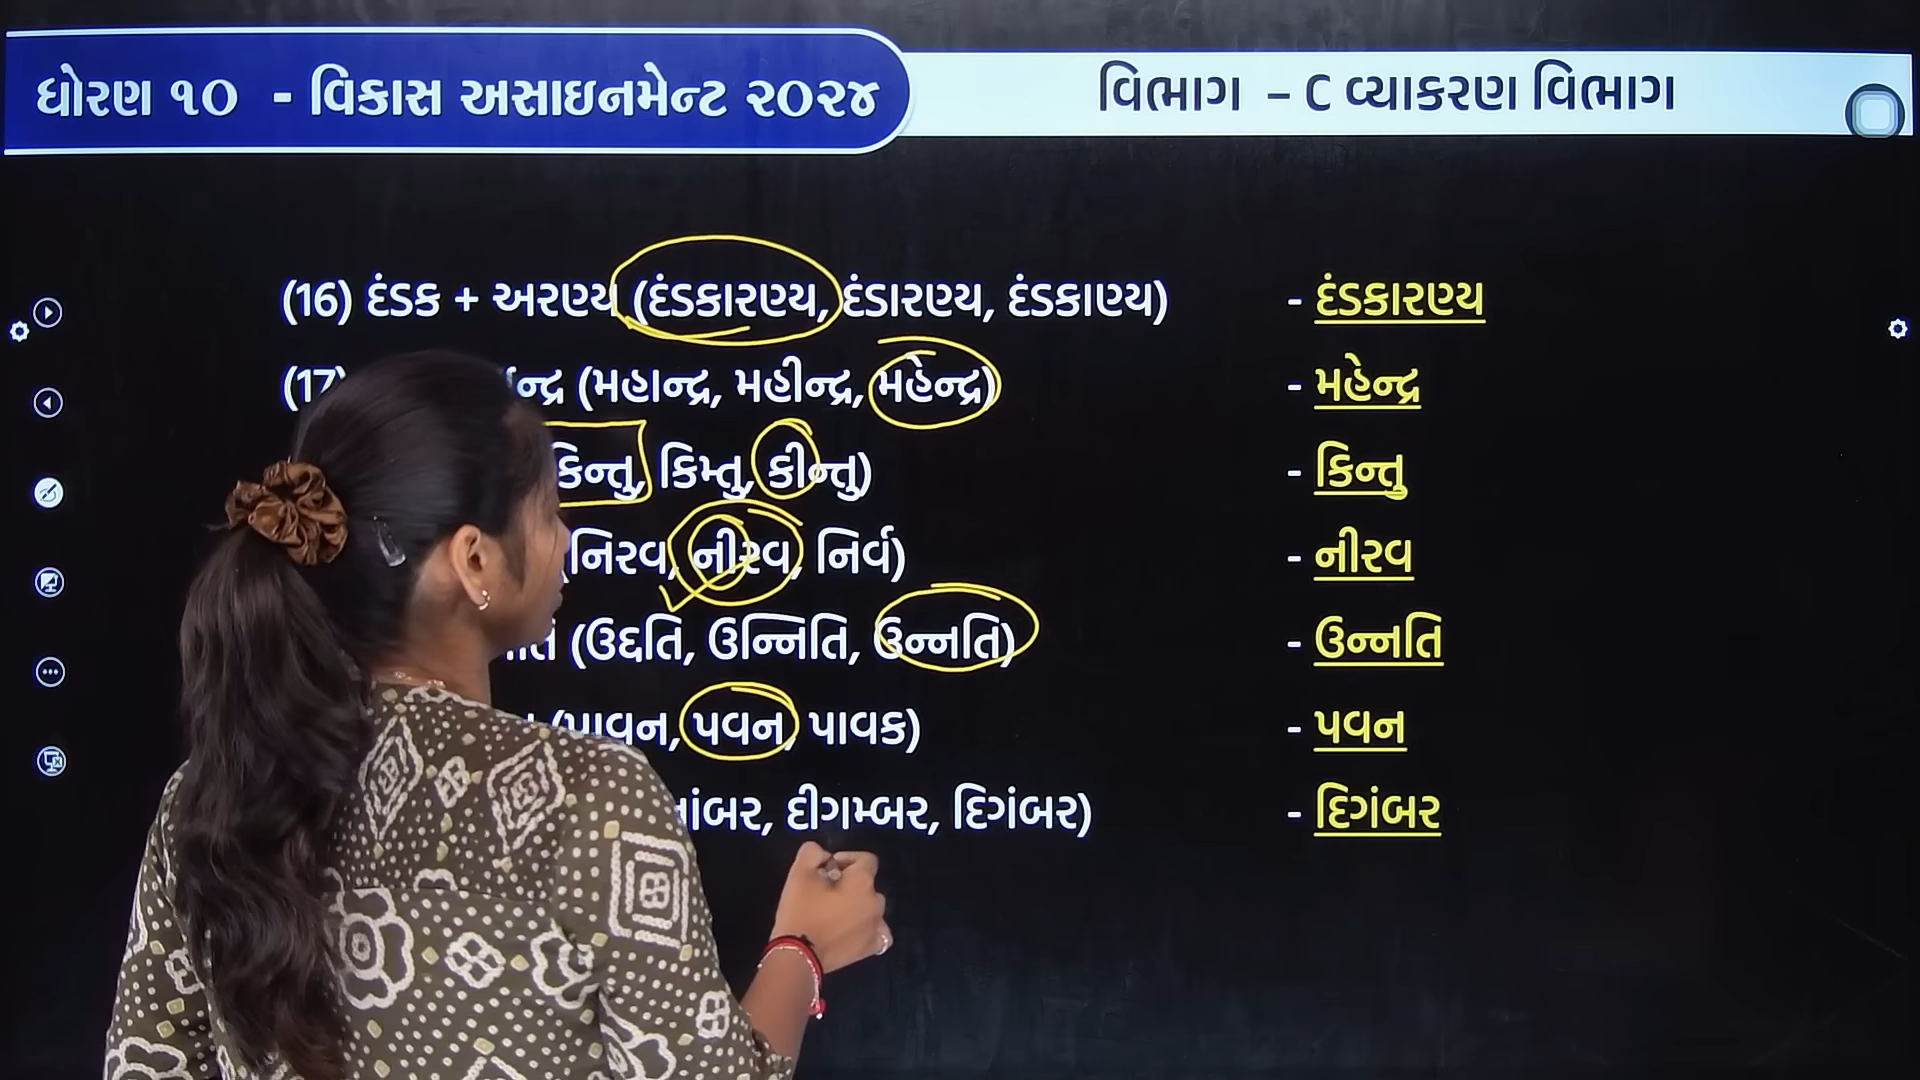 ધોરણ ૧૦ - વિકાસ અસાઇનમેન્ટ ૨૦૨૪
વિભાગ – C વ્યાકરણ વિભાગ
(16) દંડક + અરણ્ય (દંડકારણ્ય, દંડારણ્ય, દંડકાણ્ય) - દંડકારણ્ય
(17) (મહાન્દ્ર, મહીન્દ્ર, મહેન્દ્ર) - મહેન્દ્ર
કિન્તુ, કિમ્તુ, કીન્તુ) - કિન્તુ
(નિરવ, નીરવ, નિર્વ) - નીરવ
(ઉદ્દતિ, ઉન્નિતિ, ઉન્નતિ) - ઉન્નતિ
(પાવન, પવન, પાવક) - પવન
દીગમ્બર, દિગંબર) - દિગંબર